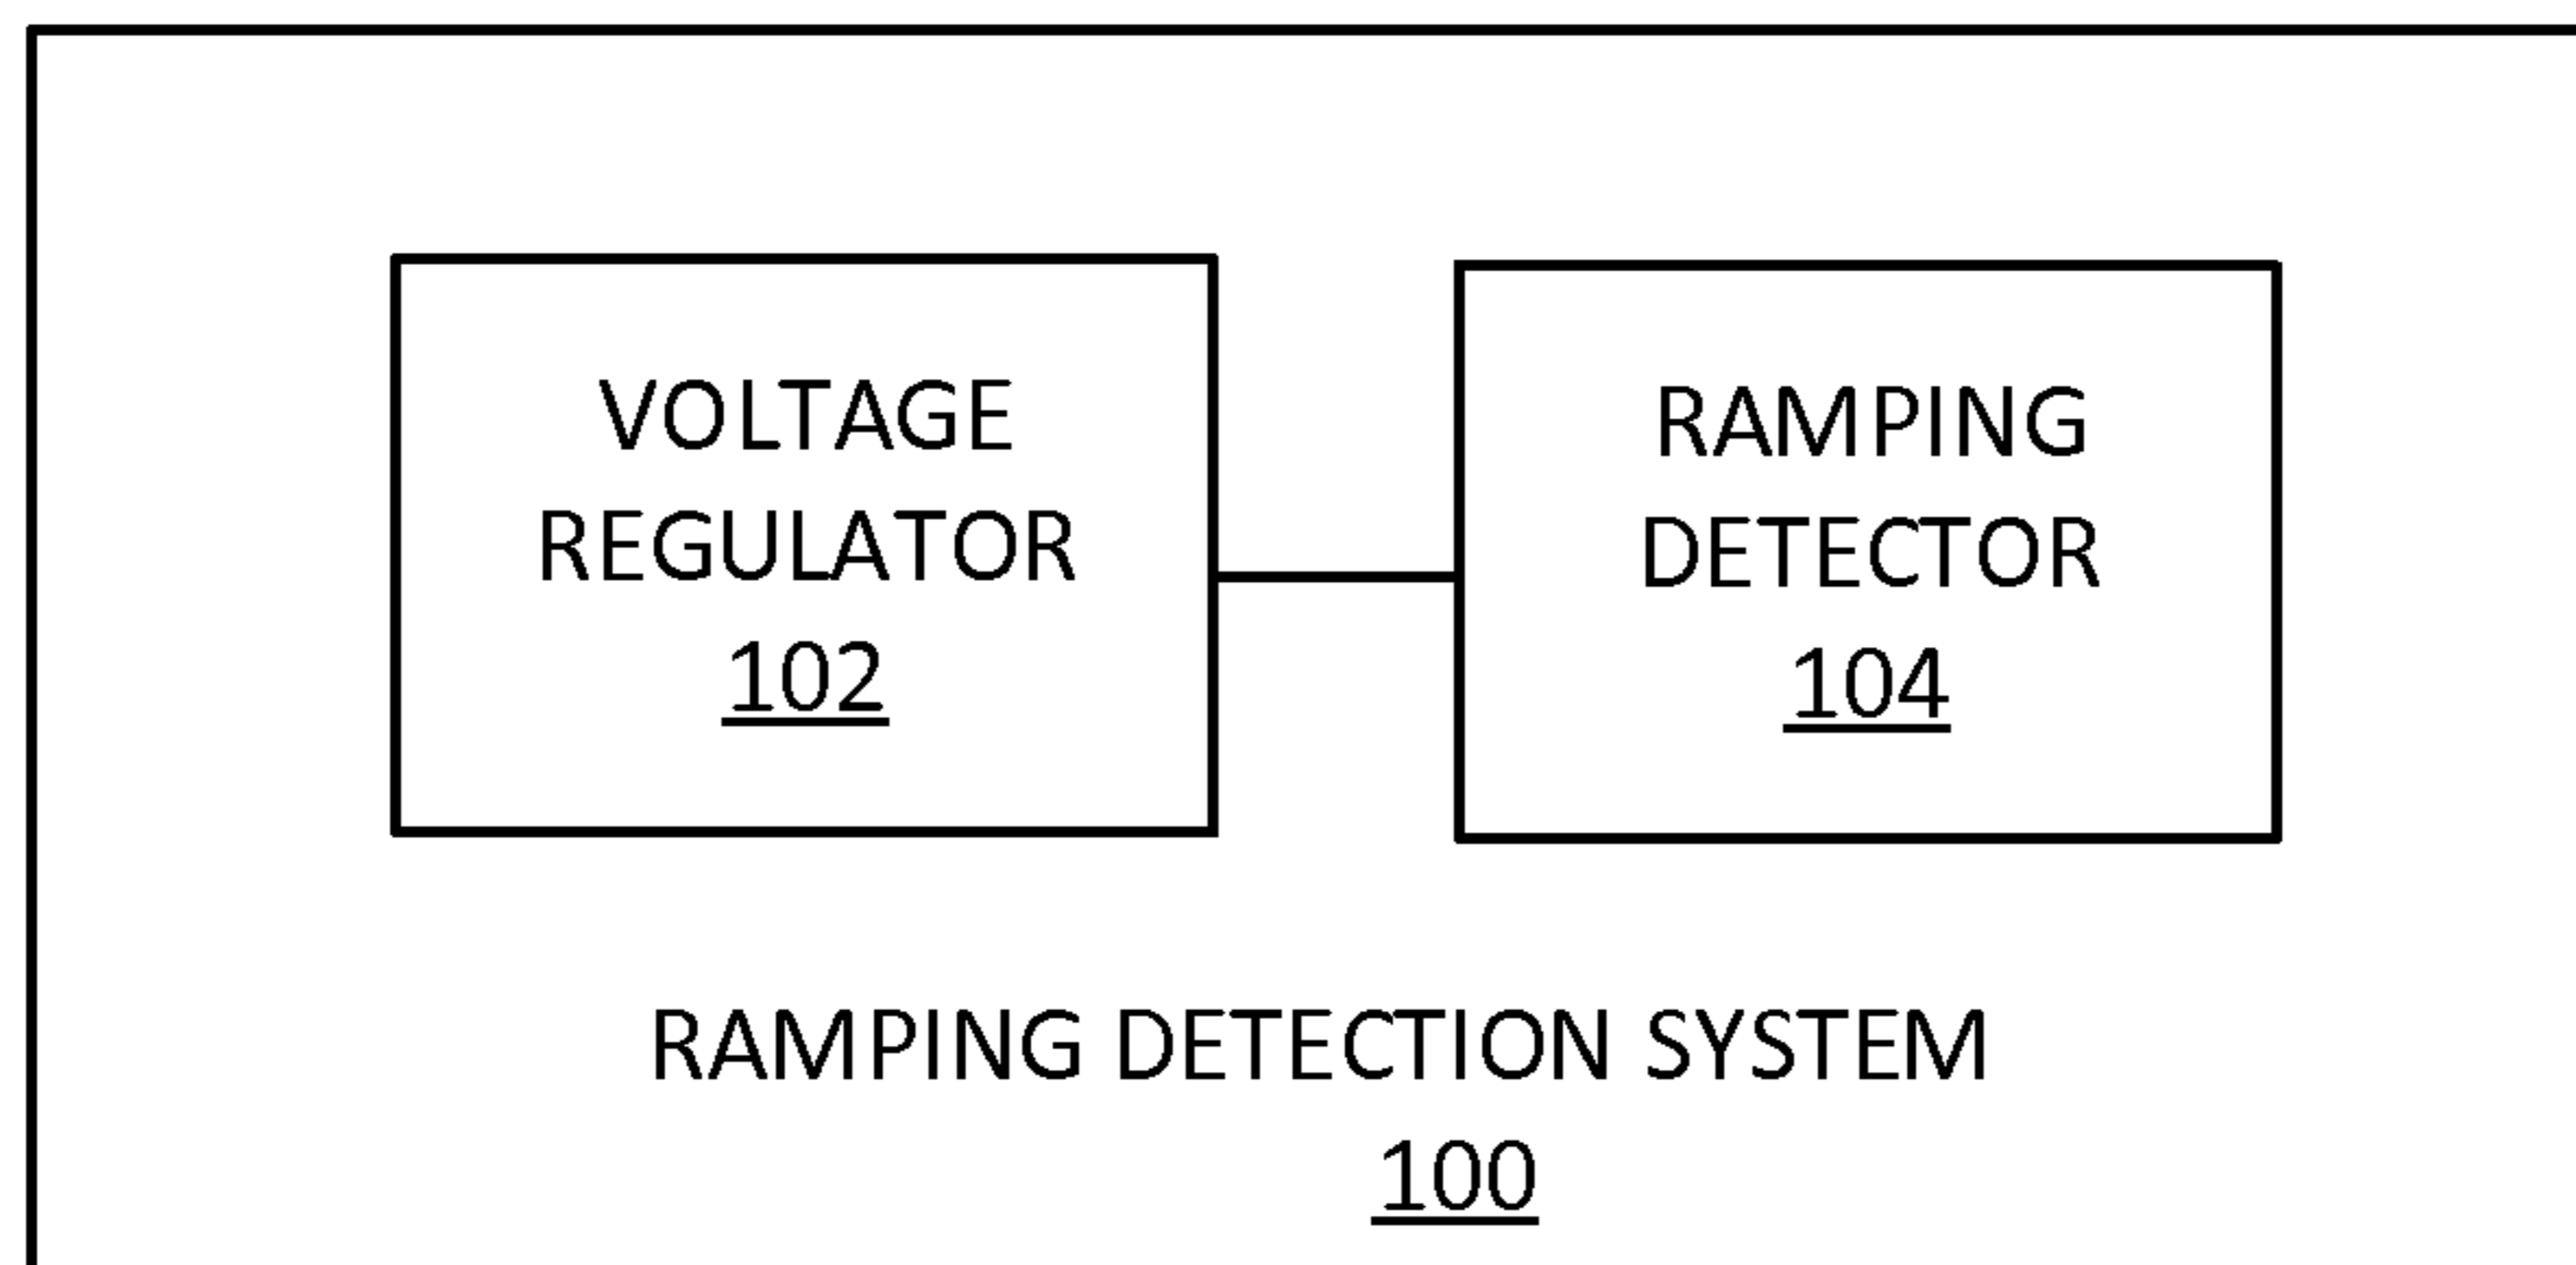 VOLTAGE
REGULATOR
102
RAMPING
DETECTOR
104
RAMPING DETECTION SYSTEM
100